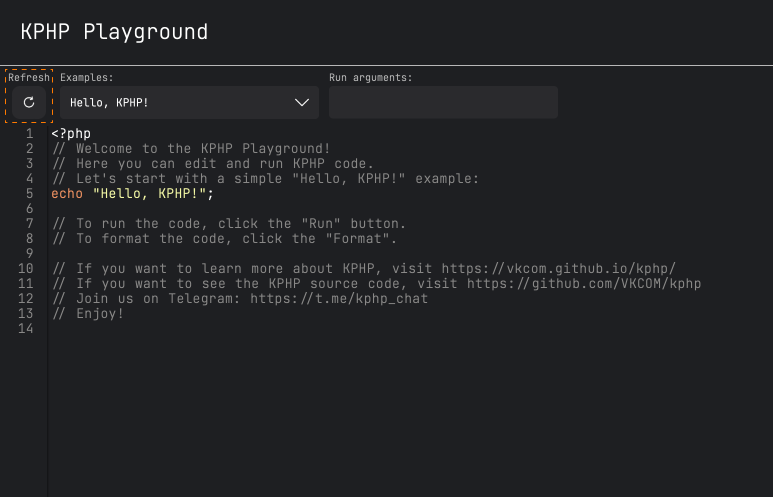 KPHP Playground
Refresh Examples: Run arguments:
Hello, KPHP!
1 <?php
2 // Welcome to the KPHP Playground!
3 // Here you can edit and run KPHP code.
4 // Let's start with a simple "Hello, KPHP!" example:
5 echo "Hello, KPHP!";
6
7 // To run the code, click the "Run" button.
8 // To format the code, click the "Format".
9
10 // If you want to learn more about KPHP, visit https://vkcom.github.io/kphp/
11 // If you want to see the KPHP source code, visit https://github.com/VKCOM/kphp
12 // Join us on Telegram: https://t.me/kphp_chat
13 // Enjoy!
14